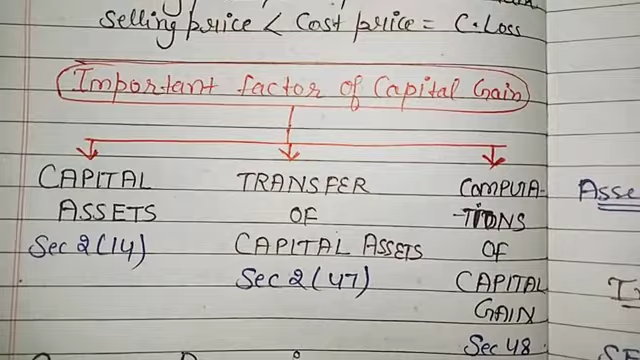 Selling price < Cost price = C. Loss
Important factor of Capital Gain
CAPITAL
ASSETS
Sec 2(14)
TRANSFER
OF
CAPITAL ASSETS
Sec 2(47)
COMPUTA-
-TIONS
OF
CAPITAL
GAIN
Sec 48